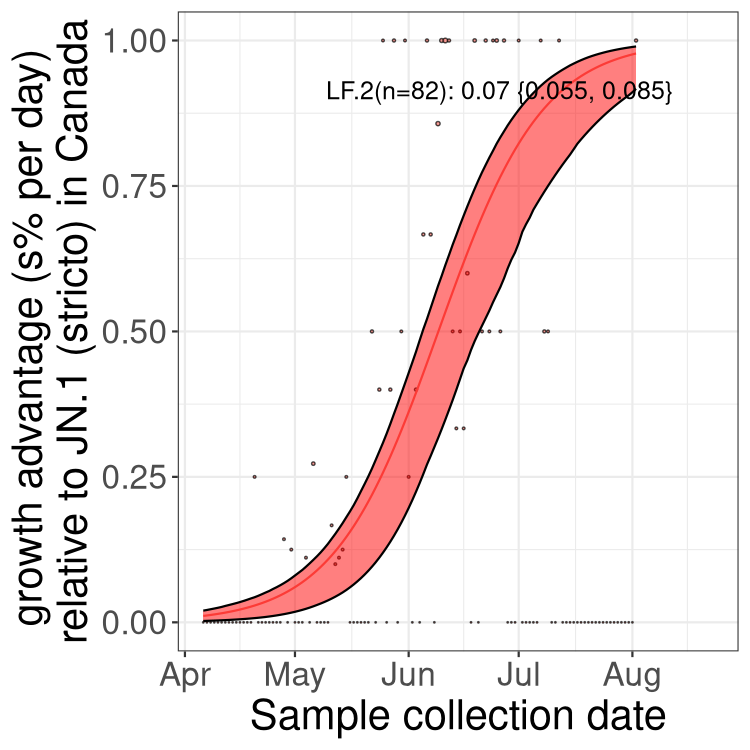 growth advantage (s% per day)
relative to JN.1 (stricto) in Canada
1.00
0.75
0.50
0.25
0.00
LF.2(n=82): 0.07 {0.055, 0.085}
Apr May Jun Jul Aug
Sample collection date